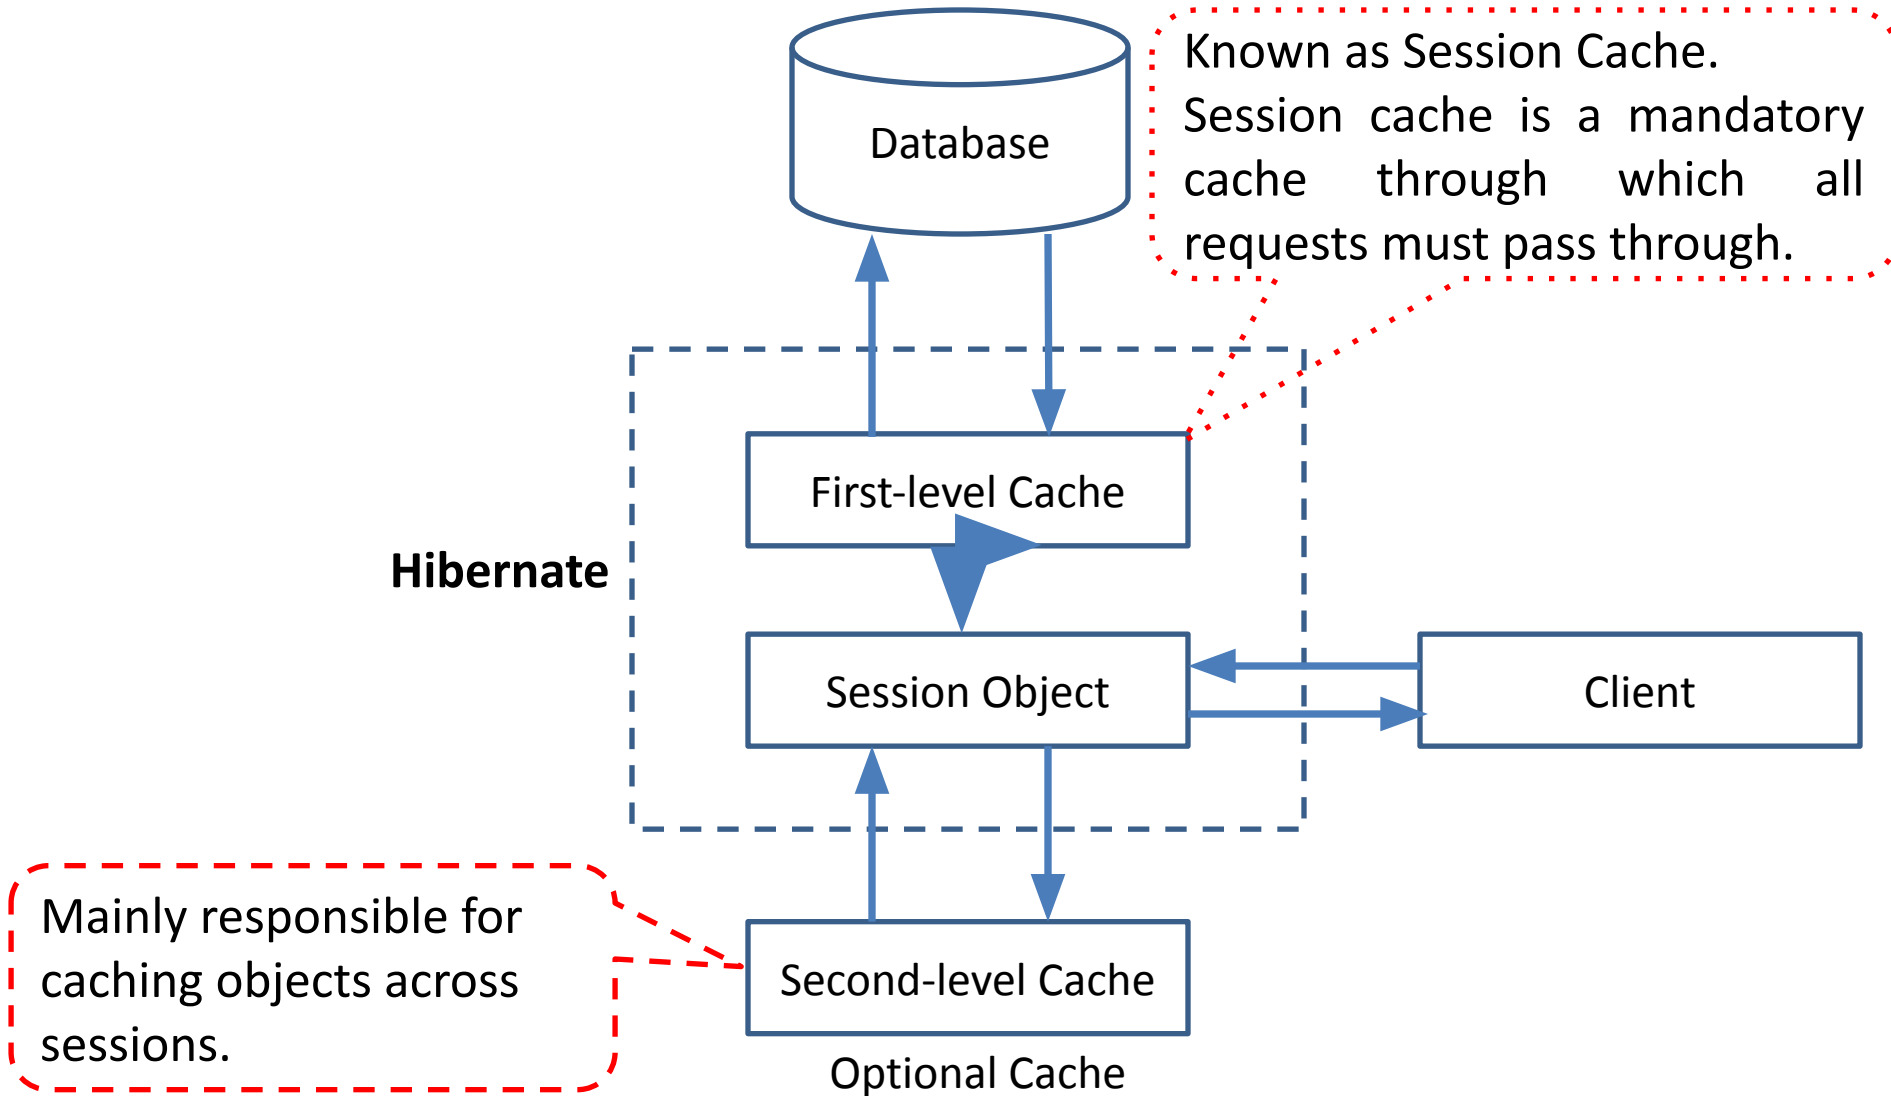 Known as Session Cache.
Session cache is a mandatory
cache through which all
requests must pass through.
Database
First-level Cache
Hibernate
Session Object
Client
Mainly responsible for
caching objects across
sessions.
Second-level Cache
Optional Cache